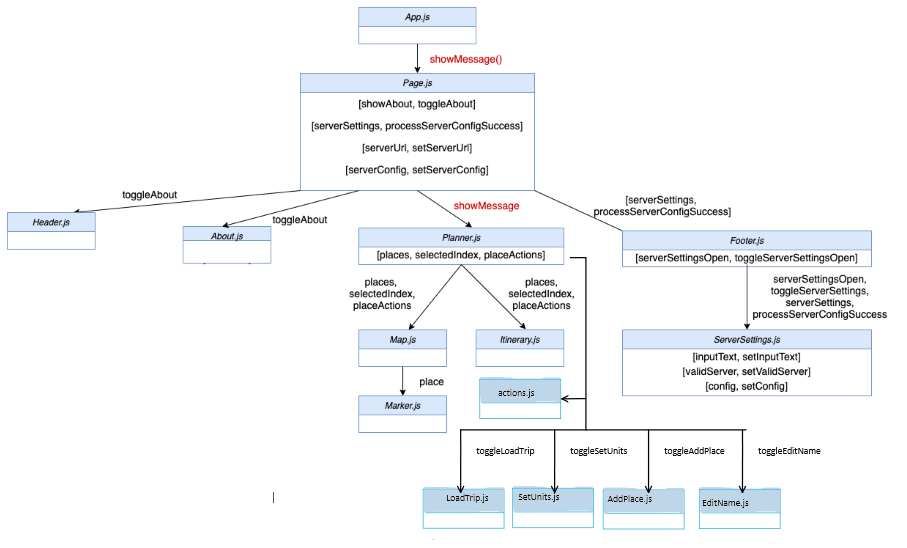 App.js
showMessage()
Page.js
[showAbout, toggleAbout]
[serverSettings, processServerConfigSuccess]
[serverUrl, setServerUrl]
[serverConfig, setServerConfig]
toggleAbout
toggleAbout
showMessage
[serverSettings,
processServerConfigSuccess]
Header.js
About.js
Planner.js
[places, selectedIndex, placeActions]
Footer.js
[serverSettingsOpen, toggleServerSettingsOpen]
places,
selectedIndex,
placeActions
places,
selectedIndex,
placeActions
serverSettingsOpen,
toggleServerSettings,
serverSettings,
processServerConfigSuccess
Map.js
Itinerary.js
ServerSettings.js
[inputText, setInputText]
[validServer, setValidServer]
[config, setConfig]
place
Marker.js
actions.js
toggleLoadTrip
toggleSetUnits
toggleAddPlace
toggleEditName
LoadTrip.js
SetUnits.js
AddPlace.js
EditName.js